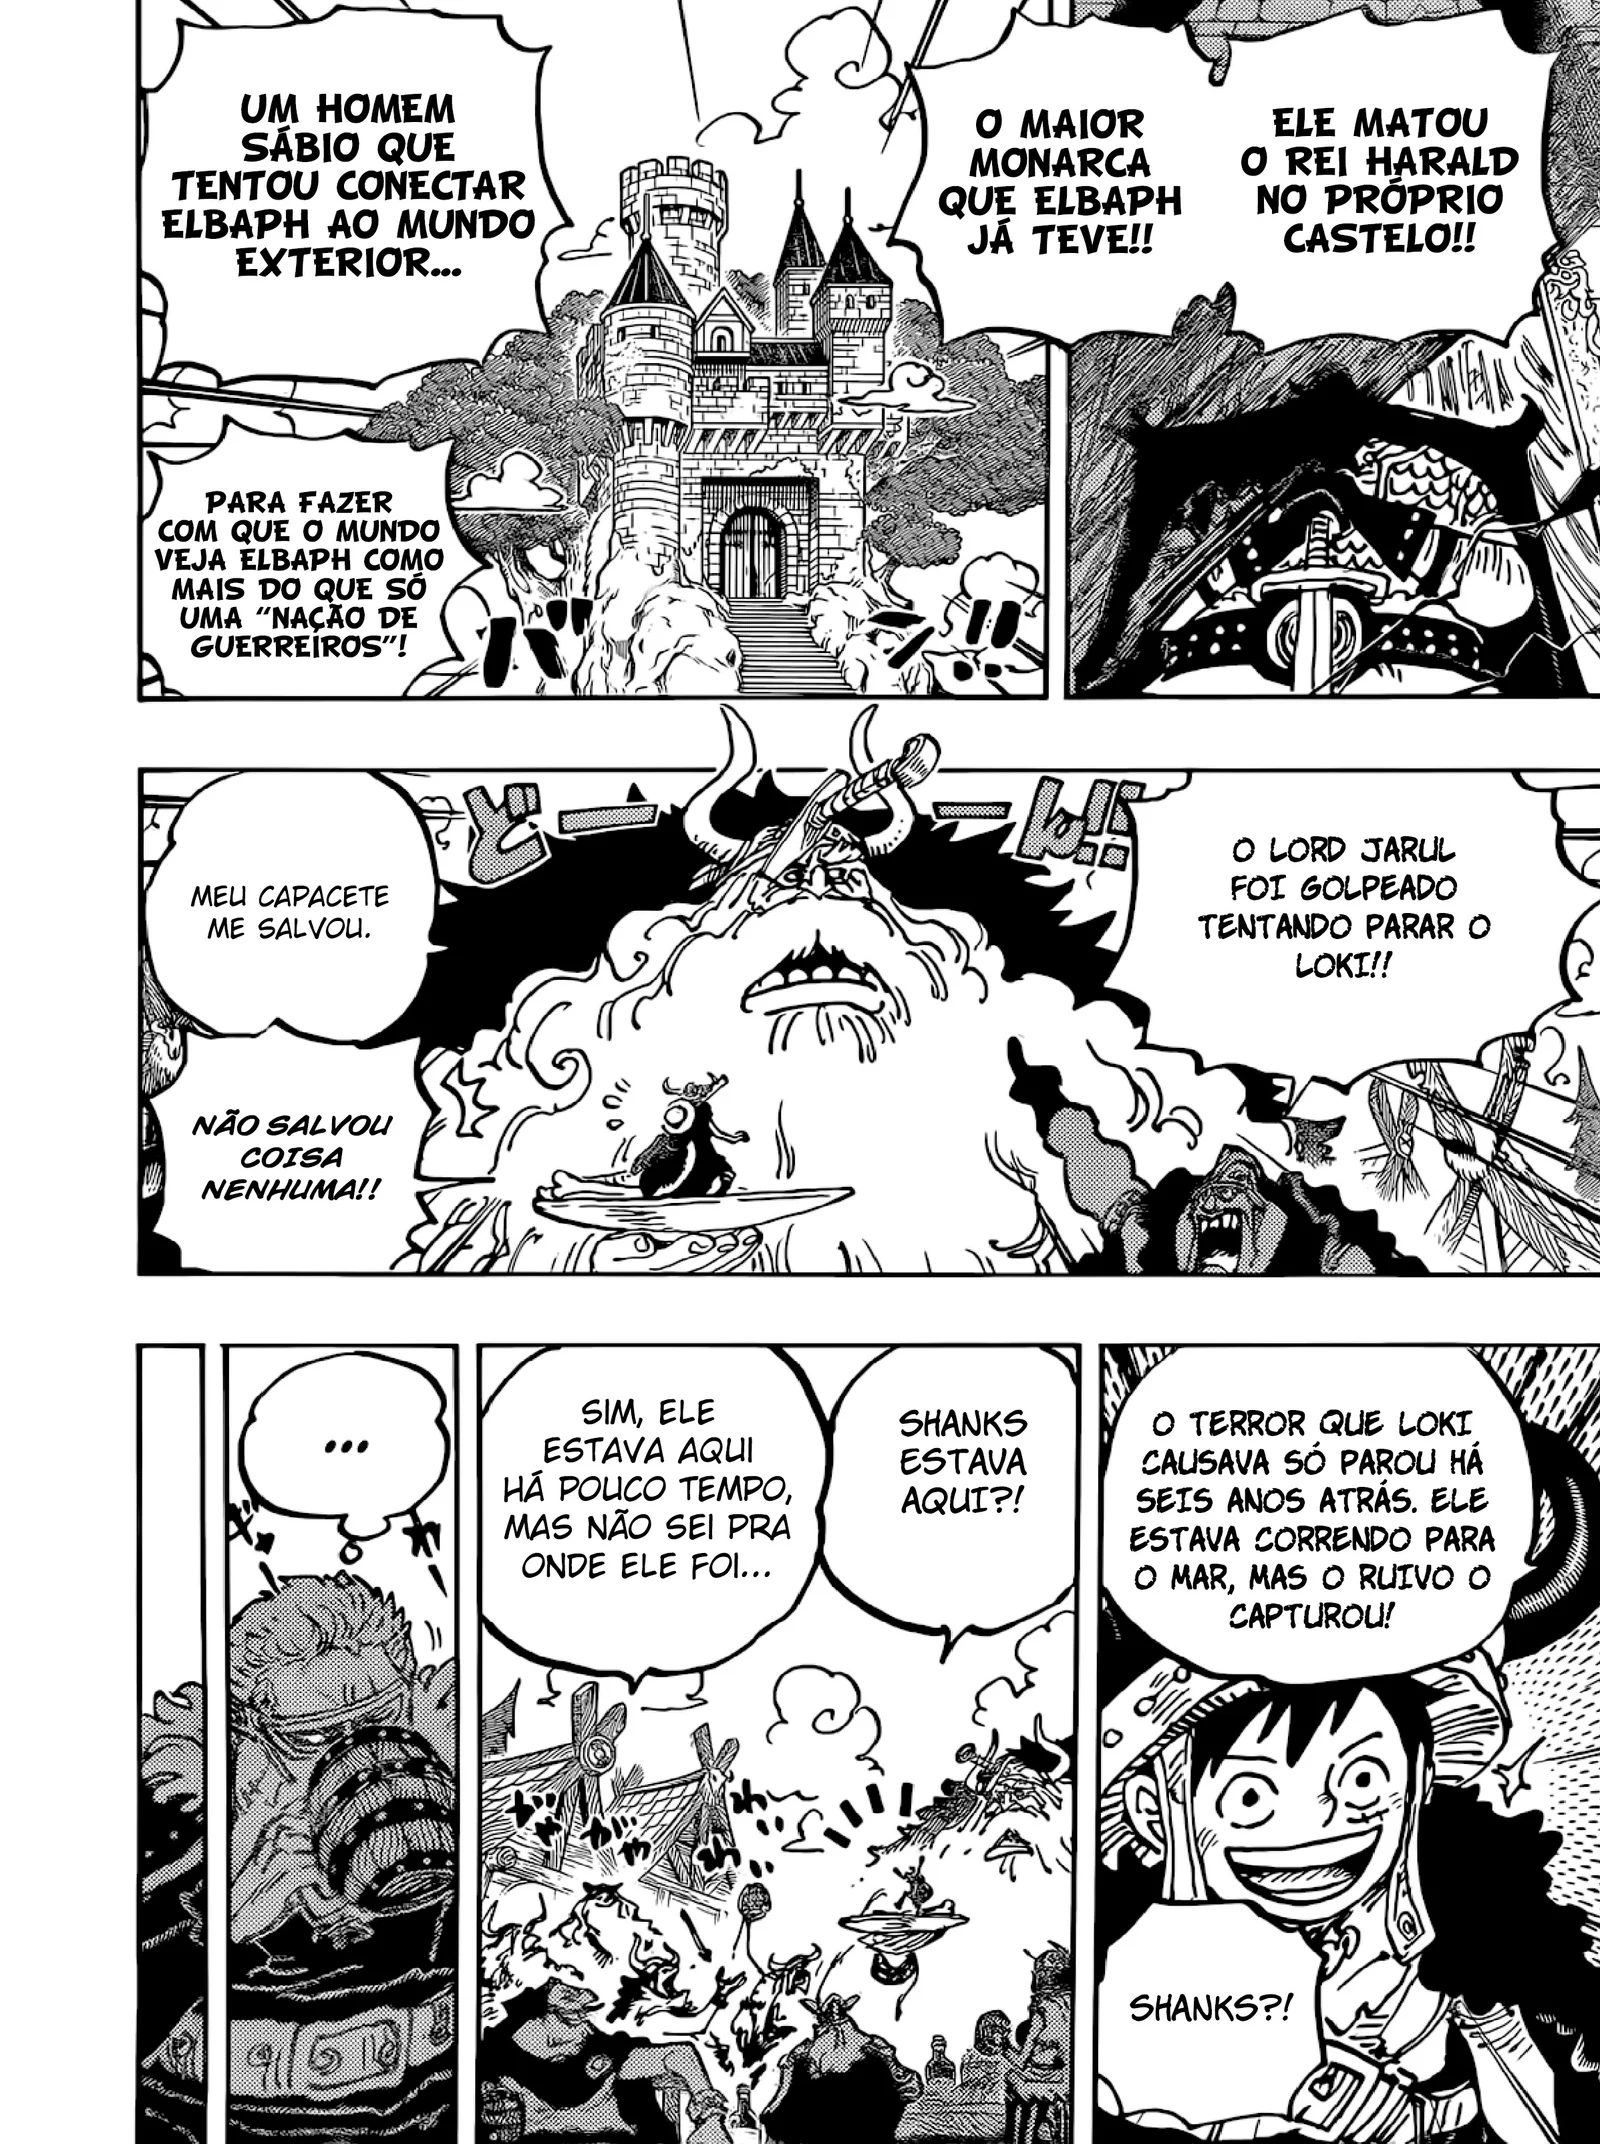 ELE MATOU
O REI HARALD
NO PRÓPRIO
CASTELO!!
O MAIOR
MONARCA
QUE ELBAPH
JÁ TEVE!!
UM HOMEM
SÁBIO QUE
TENTOU CONECTAR
ELBAPH AO MUNDO
EXTERIOR...
PARA FAZER
COM QUE O MUNDO
VEJA ELBAPH COMO
MAIS DO QUE SÓ
UMA “NAÇÃO DE
GUERREIROS”!
O LORD JARUL
FOI GOLPEADO
TENTANDO PARAR O
LOKI!!
ドーーん!!
MEU CAPACETE
ME SALVOU.
NÃO SALVOU
COISA
NENHUMA!!
O TERROR QUE LOKI
CAUSAVA SÓ PAROU HÁ
SEIS ANOS ATRÁS. ELE
ESTAVA CORRENDO PARA
O MAR, MAS O RUIVO O
CAPTUROU!
SHANKS?!
SHANKS
ESTAVA
AQUI?!
SIM, ELE
ESTAVA AQUI
HÁ POUCO TEMPO,
MAS NÃO SEI PRA
ONDE ELE FOI...
...